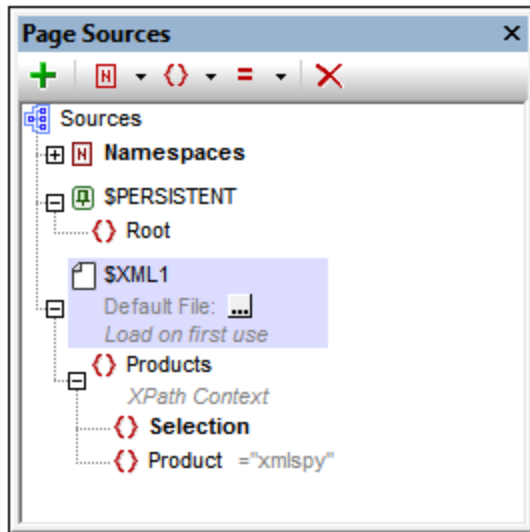 Page Sources
Sources
N Namespaces
$PERSISTENT
{} Root
$XML1
Default File: ...
Load on first use
{} Products
XPath Context
{} Selection
{} Product ="xmlspy"